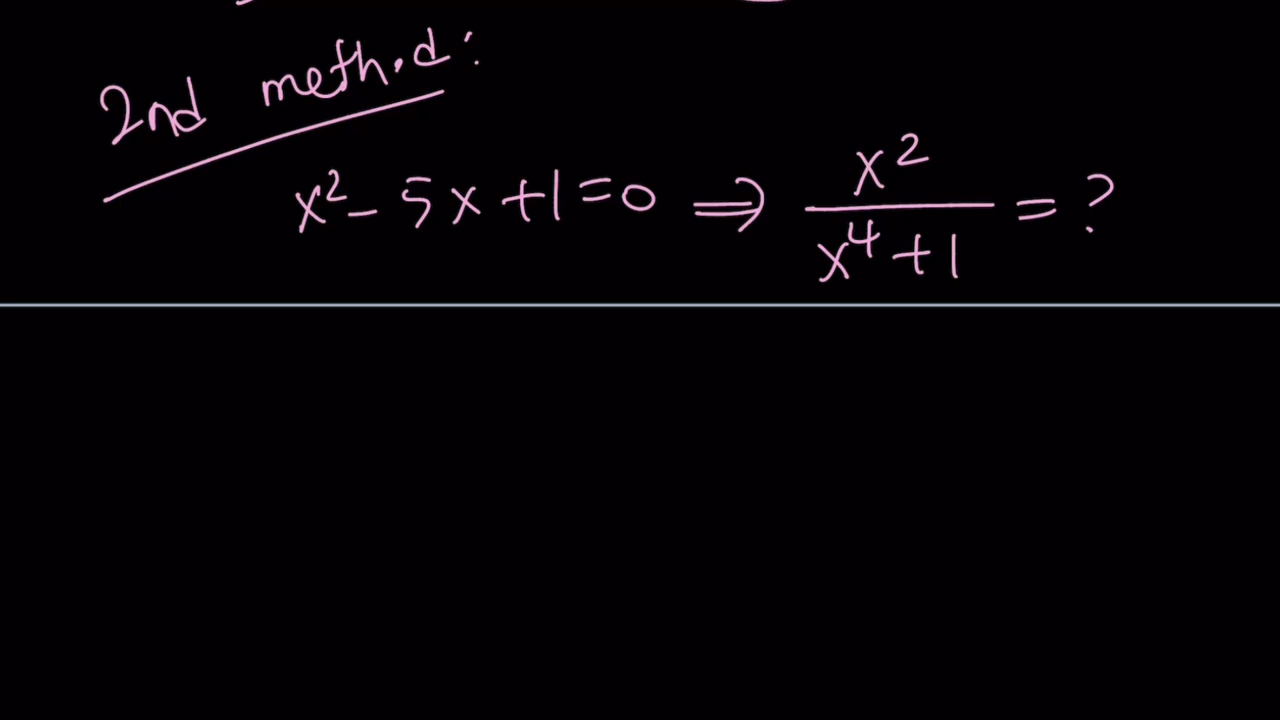 2nd method:
x² - 5x + 1 = 0 ⇒ x²/(x⁴ + 1) = ?